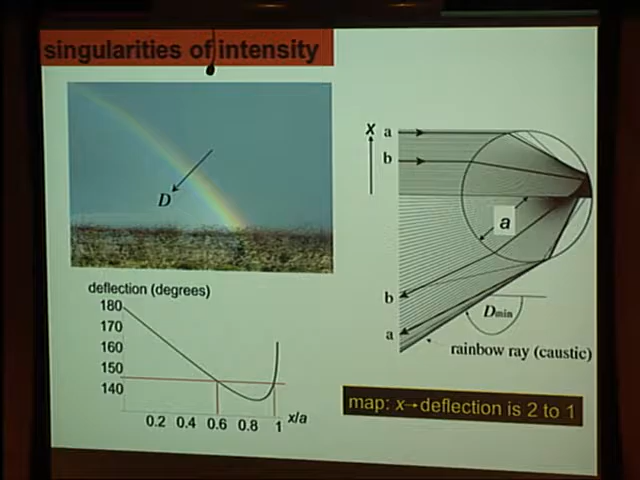 singularities of intensity
D
x
a
b
a
b
a
Dmin
rainbow ray (caustic)
deflection (degrees)
180
170
160
150
140
0.2 0.4 0.6 0.8 1 x/a
map: x→deflection is 2 to 1